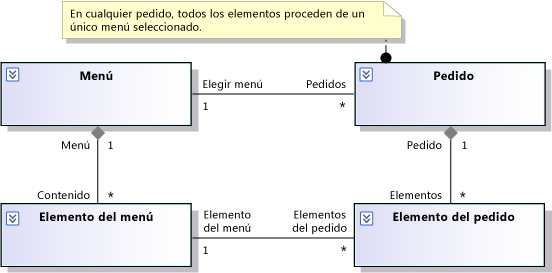 En cualquier pedido, todos los elementos proceden de un
único menú seleccionado.
Menú
Elegir menú
Pedidos
1
*
Pedido
Menú
1
Contenido
*
Pedido
1
Elementos
*
Elemento del menú
Elemento
del menú
1
Elementos
del pedido
*
Elemento del pedido